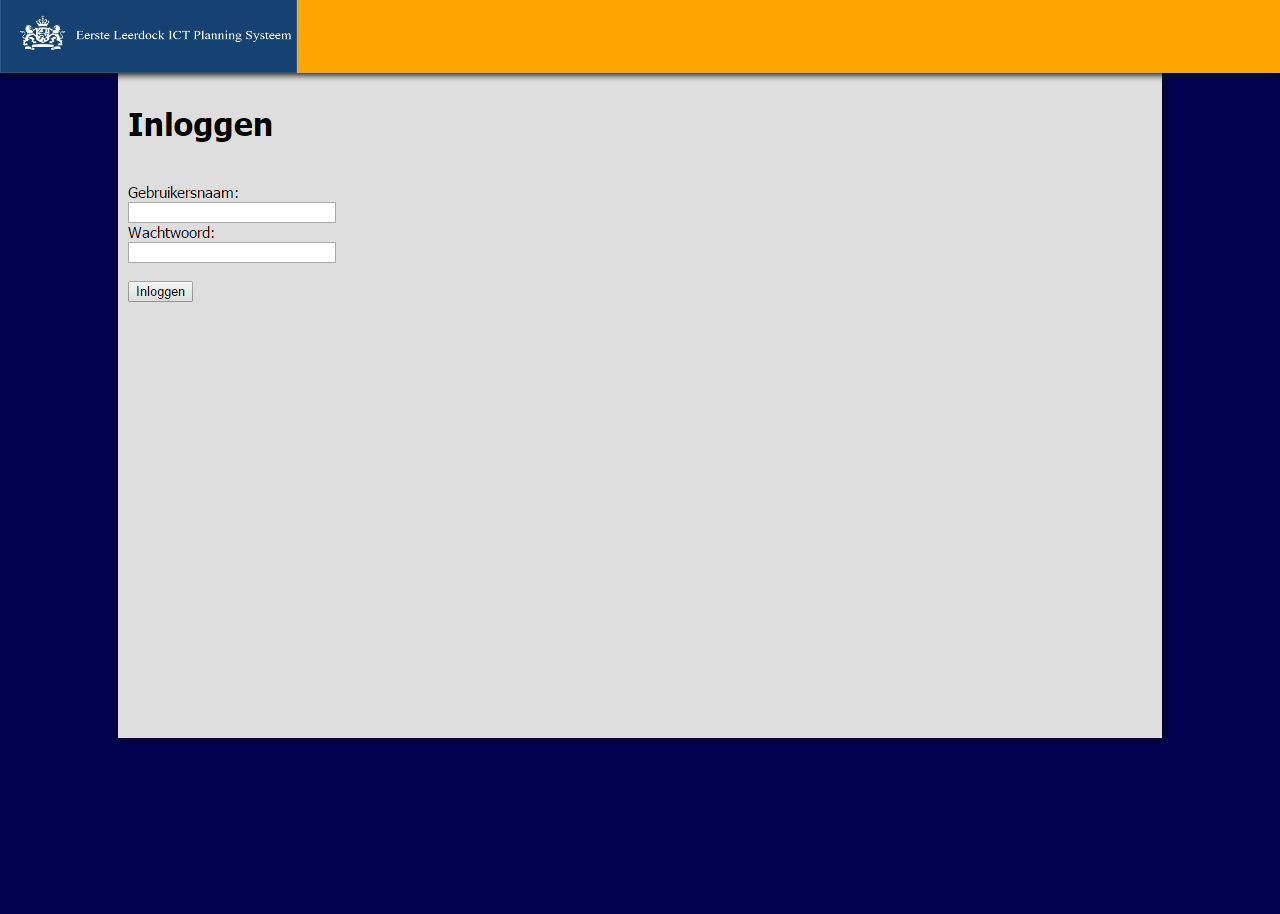 Eerste Leerdock ICT Planning Systeem
Inloggen
Gebruikersnaam:
Wachtwoord:
Inloggen